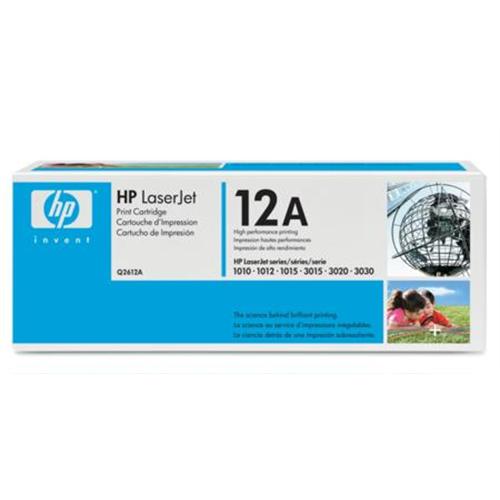 hp
invent
HP LaserJet
Print Cartridge
Cartouche d'Impression
Cartucho de Impresión
Q2612A
12A
High performance printing
Impression hautes performances
Impresión de alto rendimiento
HP LaserJet series/séries/serie
1010 • 1012 • 1015 • 3015 • 3020 • 3030
The science behind brilliant printing.
La science au service d'impressions inégalables.
La ciencia detrás de una impresión sobresaliente.